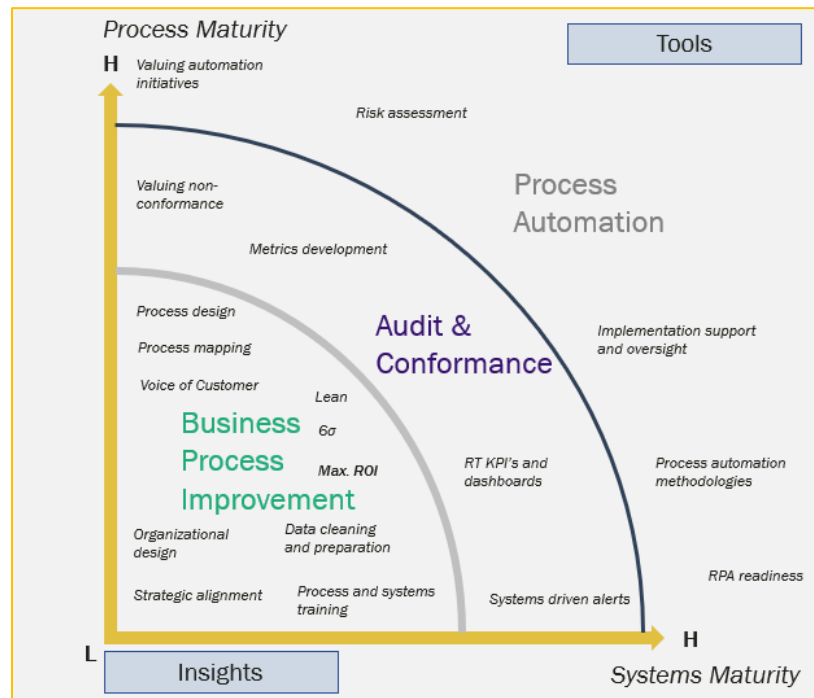 Process Maturity
Tools
H
Valuing automation
initiatives
Risk assessment
Process
Automation
Valuing non-
conformance
Metrics development
Process design
Audit &
Conformance
Implementation support
and oversight
Process mapping
Voice of Customer
Lean
Business
Process
Improvement
6σ
Max. ROI
RT KPI's and
dashboards
Process automation
methodologies
Organizational
design
Data cleaning
and preparation
RPA readiness
Strategic alignment
Process and systems
training
Systems driven alerts
L
H
Insights
Systems Maturity